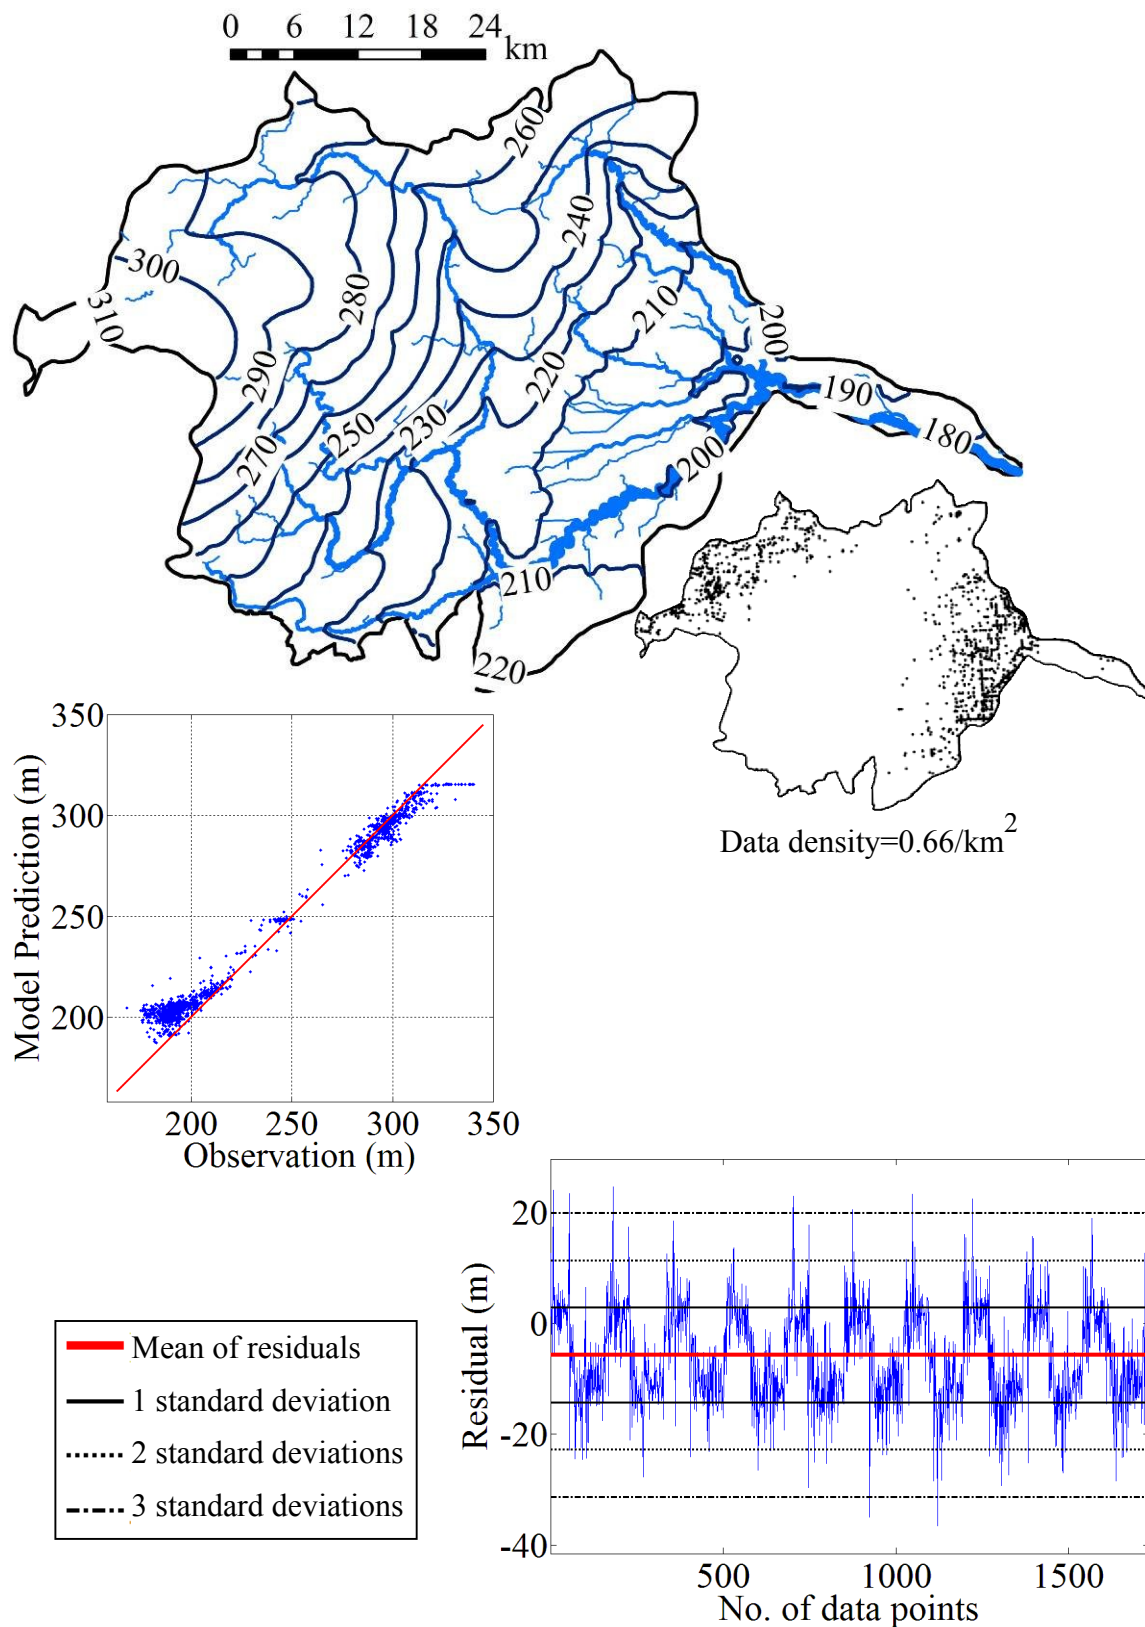 0 6 12 18 24
km
260
240
300
280
310
210
200
290
220
190
250
230
180
270
200
210
220
350
300
250
200
Model Prediction (m)
200 250 300 350
Observation (m)
Data density=0.66/km²
20
0
-20
-40
Residual (m)
500 1000 1500
No. of data points
Mean of residuals
1 standard deviation
2 standard deviations
3 standard deviations